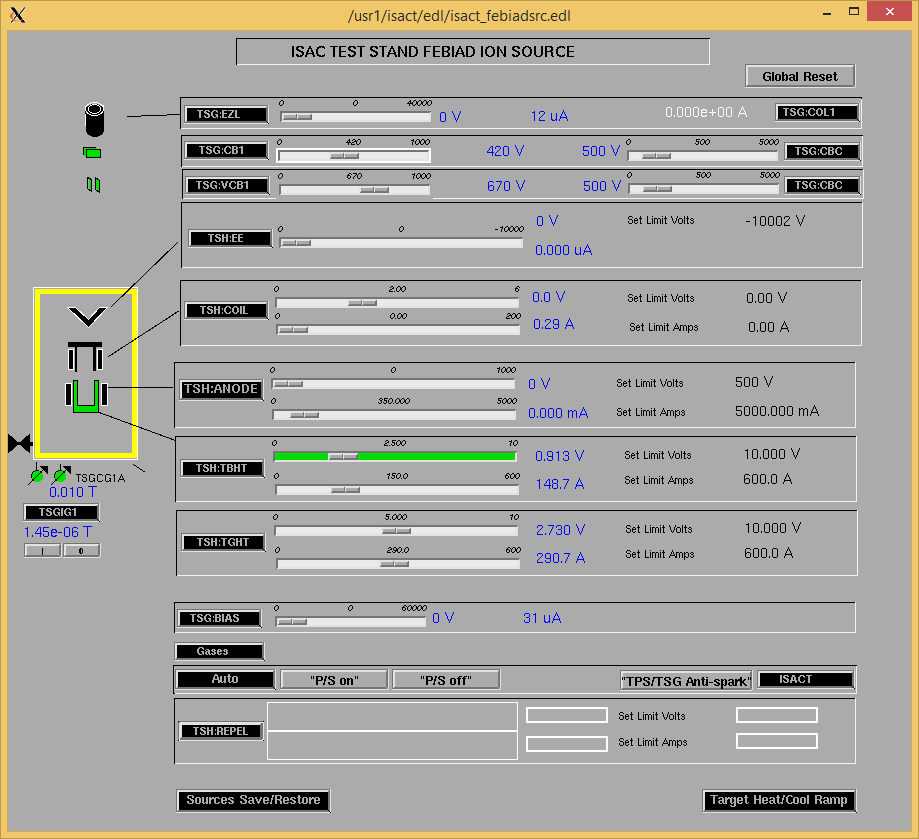 /usr1/isact/edl/isact_febiadsrc.edl
ISAC TEST STAND FEBIAD ION SOURCE
Global Reset
TSG:EZL 0 0 40000 0 V 12 uA 0.000e+00 A TSG:COL1
TSG:CB1 0 420 1000 420 V 500 V 0 500 5000 TSG:CBC
TSG:VCB1 0 670 1000 670 V 500 V 0 500 5000 TSG:CBC
TSH:EE 0 0 -10000 0 V Set Limit Volts -10002 V
0.000 uA
TSH:COIL 0 2.00 6 0.0 V Set Limit Volts 0.00 V
0 0.00 200 0.29 A Set Limit Amps 0.00 A
TSH:ANODE 0 0 1000 0 V Set Limit Volts 500 V
0 350.000 5000 0.000 mA Set Limit Amps 5000.000 mA
TSH:TBHT 0 2.500 10 0.913 V Set Limit Volts 10.000 V
0 150.0 600 148.7 A Set Limit Amps 600.0 A
TSGCG1A
0.010 T
TSGIG1
1.45e-06 T
I 0
TSH:TGHT 0 5.000 10 2.730 V Set Limit Volts 10.000 V
0 290.0 600 290.7 A Set Limit Amps 600.0 A
TSG:BIAS 0 0 60000 0 V 31 uA
Gases
Auto "P/S on" "P/S off" "TPS/TSG Anti-spark" ISACT
TSH:REPEL Set Limit Volts
Set Limit Amps
Sources Save/Restore Target Heat/Cool Ramp